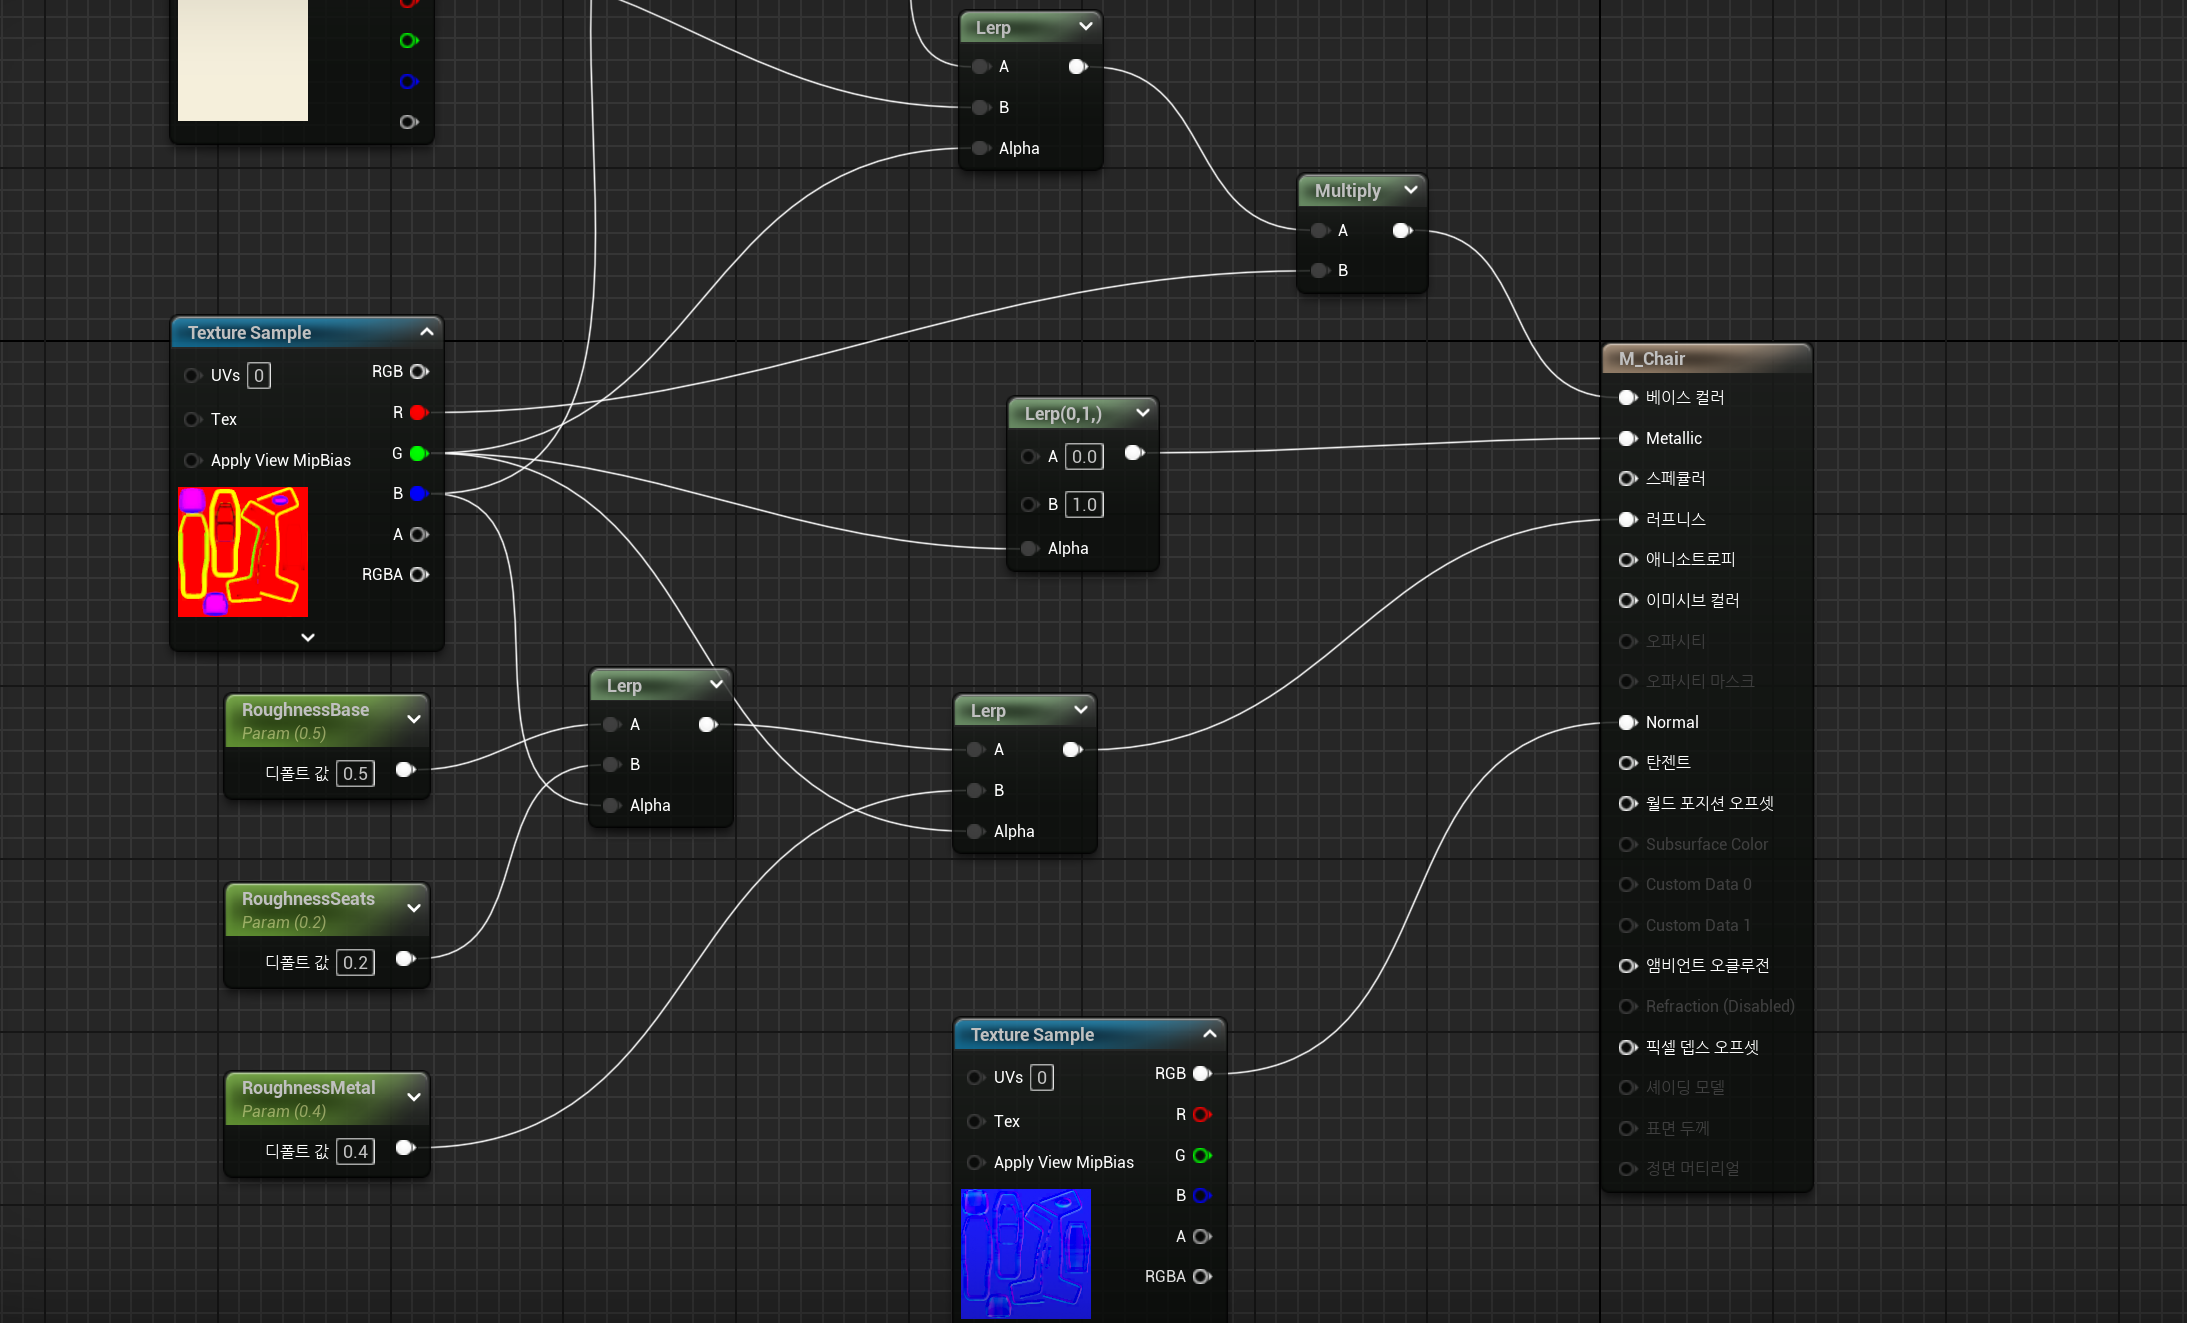 Lerp
A
B
Alpha
Multiply
A
B
Texture Sample
UVs 0
RGB
R
Tex
G
Apply View MipBias
B
A
RGBA
Lerp(0,1,)
A 0.0
B 1.0
Alpha
M_Chair
베이스 컬러
Metallic
스페큘러
러프니스
애니소트로피
이미시브 컬러
오파시티
오파시티 마스크
Normal
탄젠트
월드 포지션 오프셋
Subsurface Color
Custom Data 0
Custom Data 1
앰비언트 오클루전
Refraction (Disabled)
픽셀 뎁스 오프셋
셰이딩 모델
표면 두께
정면 머티리얼
RoughnessBase
Param (0.5)
디폴트 값 0.5
Lerp
A
B
Alpha
Lerp
A
B
Alpha
RoughnessSeats
Param (0.2)
디폴트 값 0.2
RoughnessMetal
Param (0.4)
디폴트 값 0.4
Texture Sample
UVs 0
RGB
R
Tex
G
Apply View MipBias
B
A
RGBA